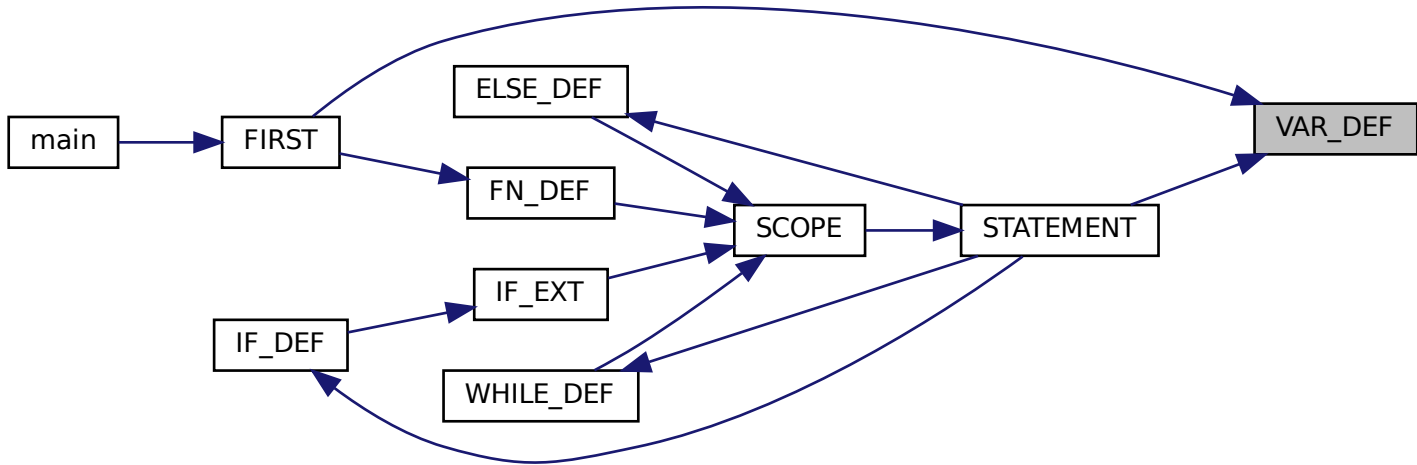 main
FIRST
ELSE_DEF
FN_DEF
IF_EXT
IF_DEF
WHILE_DEF
SCOPE
STATEMENT
VAR_DEF